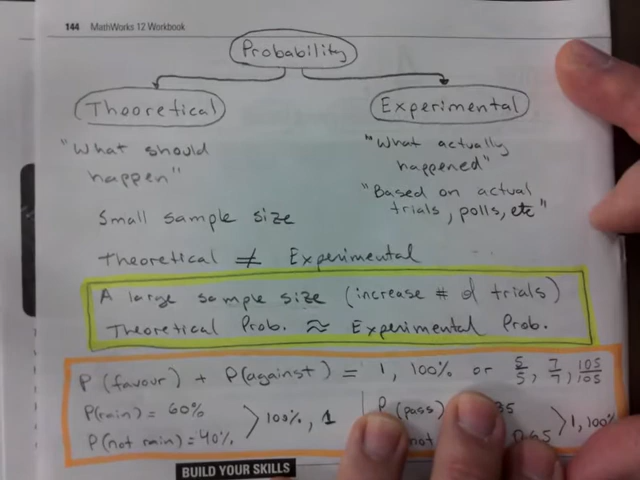 144 MathWorks 12 Workbook
Probability
Thooretical
Experimental
"What should
happen"
"What actually
happened"
"Based on actual
trials, polls, etc"
Small sample size
Theoretical ≠ Experimental
A large sample size (increase # of trials)
Theoretical Prob. ≈ Experimental Prob.
P(favour) + P(against) = 1, 100% or 5/5, 7/7, 105/105
P(rain) = 60%
P(not rain) = 40%
> 100%, 1
P(pass)
not
> 1, 100%
BUILD YOUR SKILLS